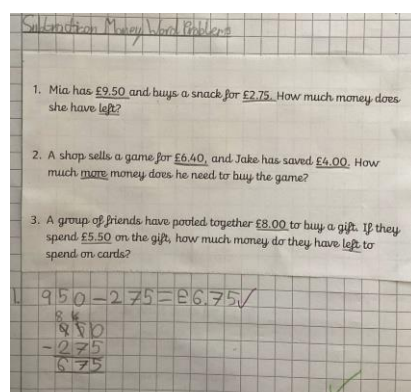 Subtraction Money Word Problems
1. Mia has £9.50 and buys a snack for £2.75. How much money does
she have left?
2. A shop sells a game for £6.40, and Jake has saved £4.00. How
much more money does he need to buy the game?
3. A group of friends have pooled together £8.00 to buy a gift. If they
spend £5.50 on the gift, how much money do they have left to
spend on cards?
1. 950-275=£6.75✓
950
-275
675